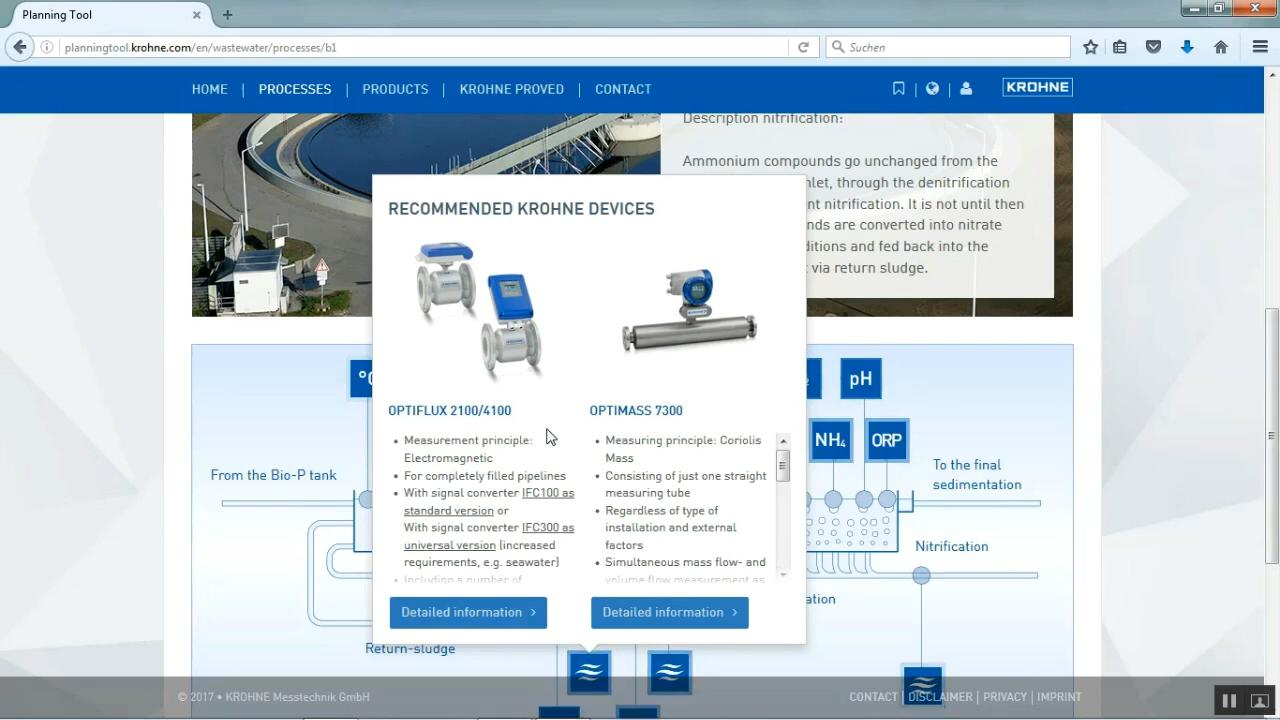 Planning Tool
planningtool.krohne.com/en/wastewater/processes/b1
Suchen
HOME | PROCESSES | PRODUCTS | KROHNE PROVED | CONTACT
KROHNE
Description nitrification:
Ammonium compounds go unchanged from the
nlet, through the denitrification
nt nitrification. It is not until then
nds are converted into nitrate
ditions and fed back into the
via return sludge.
RECOMMENDED KROHNE DEVICES
OPTIFLUX 2100/4100
• Measurement principle:
Electromagnetic
• For completely filled pipelines
• With signal converter IFC100 as
standard version or
With signal converter IFC300 as
universal version (increased
requirements, e.g. seawater)
• Including a number of
Detailed information >
OPTIMASS 7300
• Measuring principle: Coriolis
Mass
• Consisting of just one straight
measuring tube
• Regardless of type of
installation and external
factors
• Simultaneous mass flow- and
volume flow measurement as
Detailed information >
°C
pH
NH₄
ORP
From the Bio-P tank
To the final
sedimentation
Nitrification
ation
Return-sludge
© 2017 • KROHNE Messtechnik GmbH
CONTACT | DISCLAIMER | PRIVACY | IMPRINT